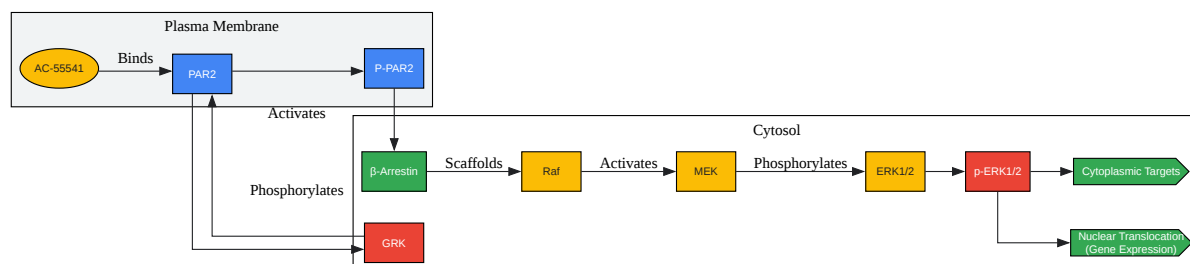 Plasma Membrane
AC-55541
Binds
PAR2
P-PAR2
Activates
Cytosol
β-Arrestin
Scaffolds
Raf
Activates
MEK
Phosphorylates
ERK1/2
p-ERK1/2
Cytoplasmic Targets
Phosphorylates
GRK
Nuclear Translocation
(Gene Expression)